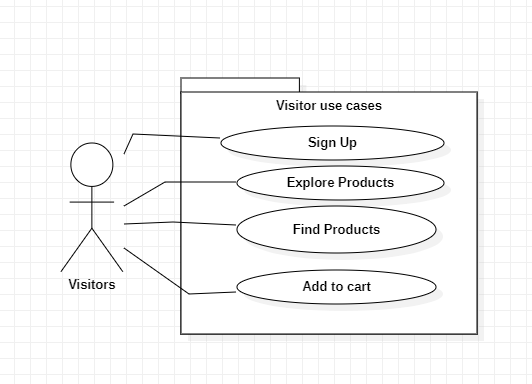 Visitor use cases
Sign Up
Explore Products
Find Products
Add to cart
Visitors